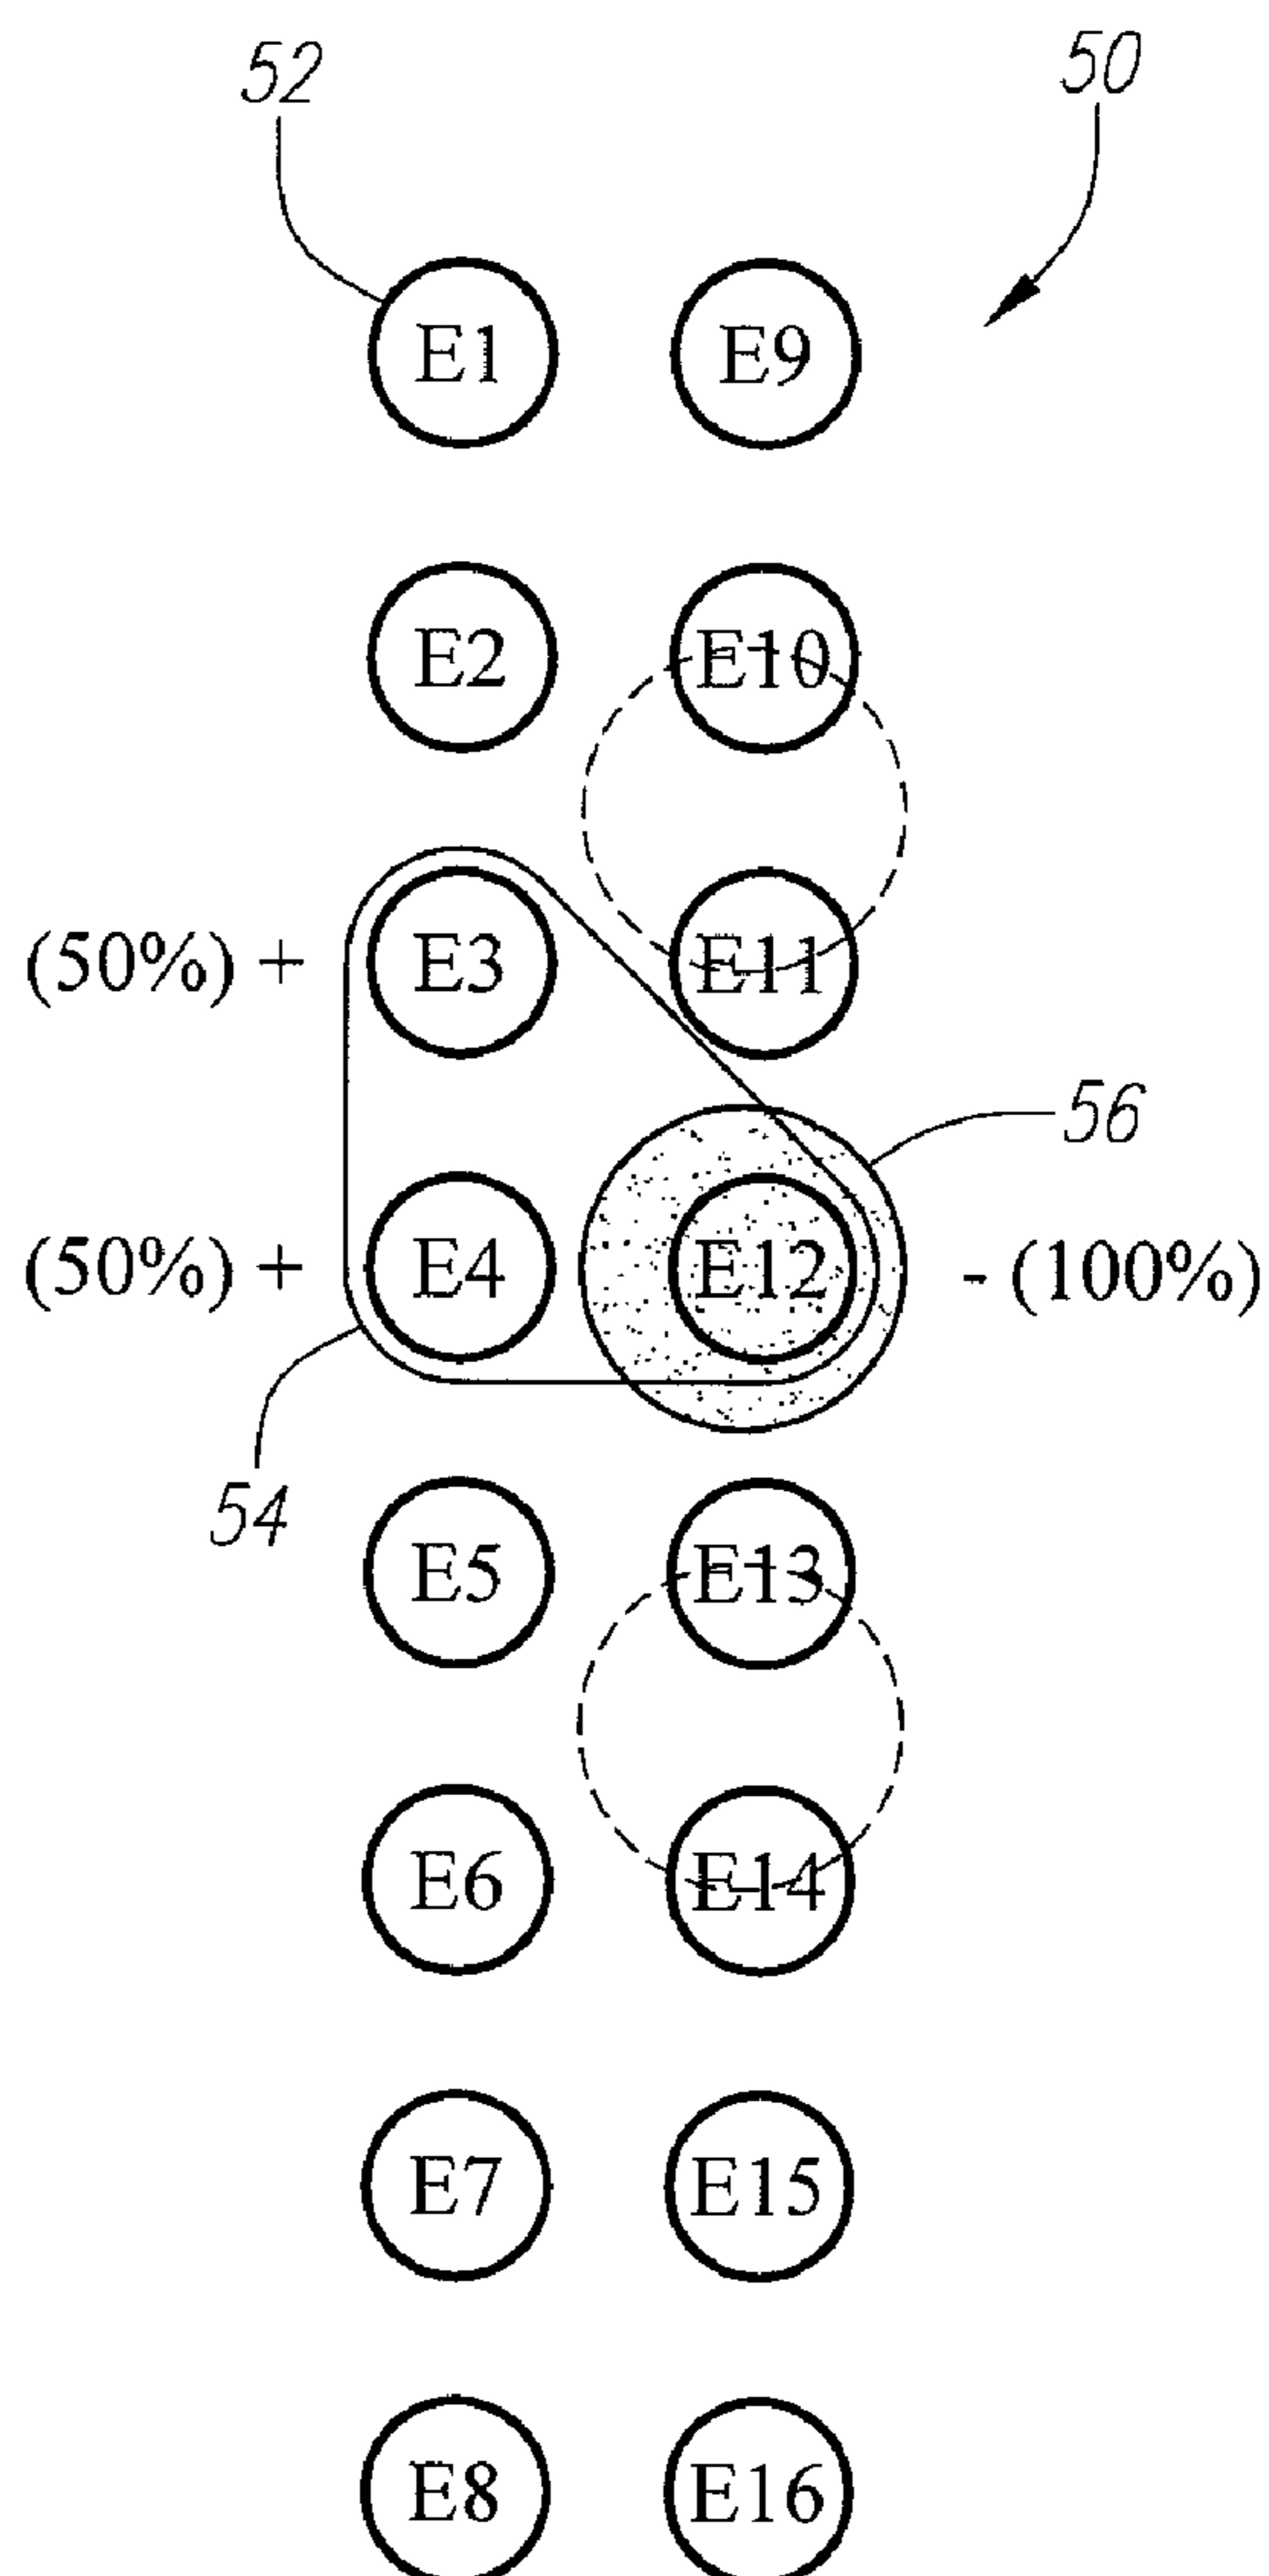 52 50
E1 E9
E2 E10
(50%) + E3 E11
56
(50%) + E4 E12 - (100%)
54
E5 E13
E6 E14
E7 E15
E8 E16